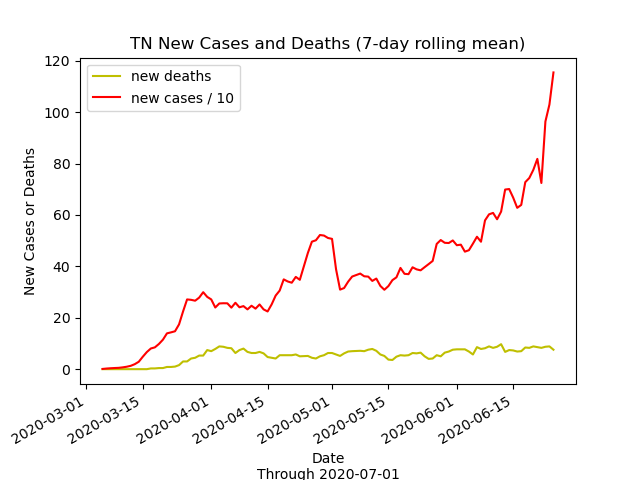 TN New Cases and Deaths (7-day rolling mean)
new deaths
new cases / 10
120
100
80
60
40
20
0
New Cases or Deaths
2020-03-01
2020-03-15
2020-04-01
2020-04-15
2020-05-01
2020-05-15
2020-06-01
2020-06-15
Date
Through 2020-07-01